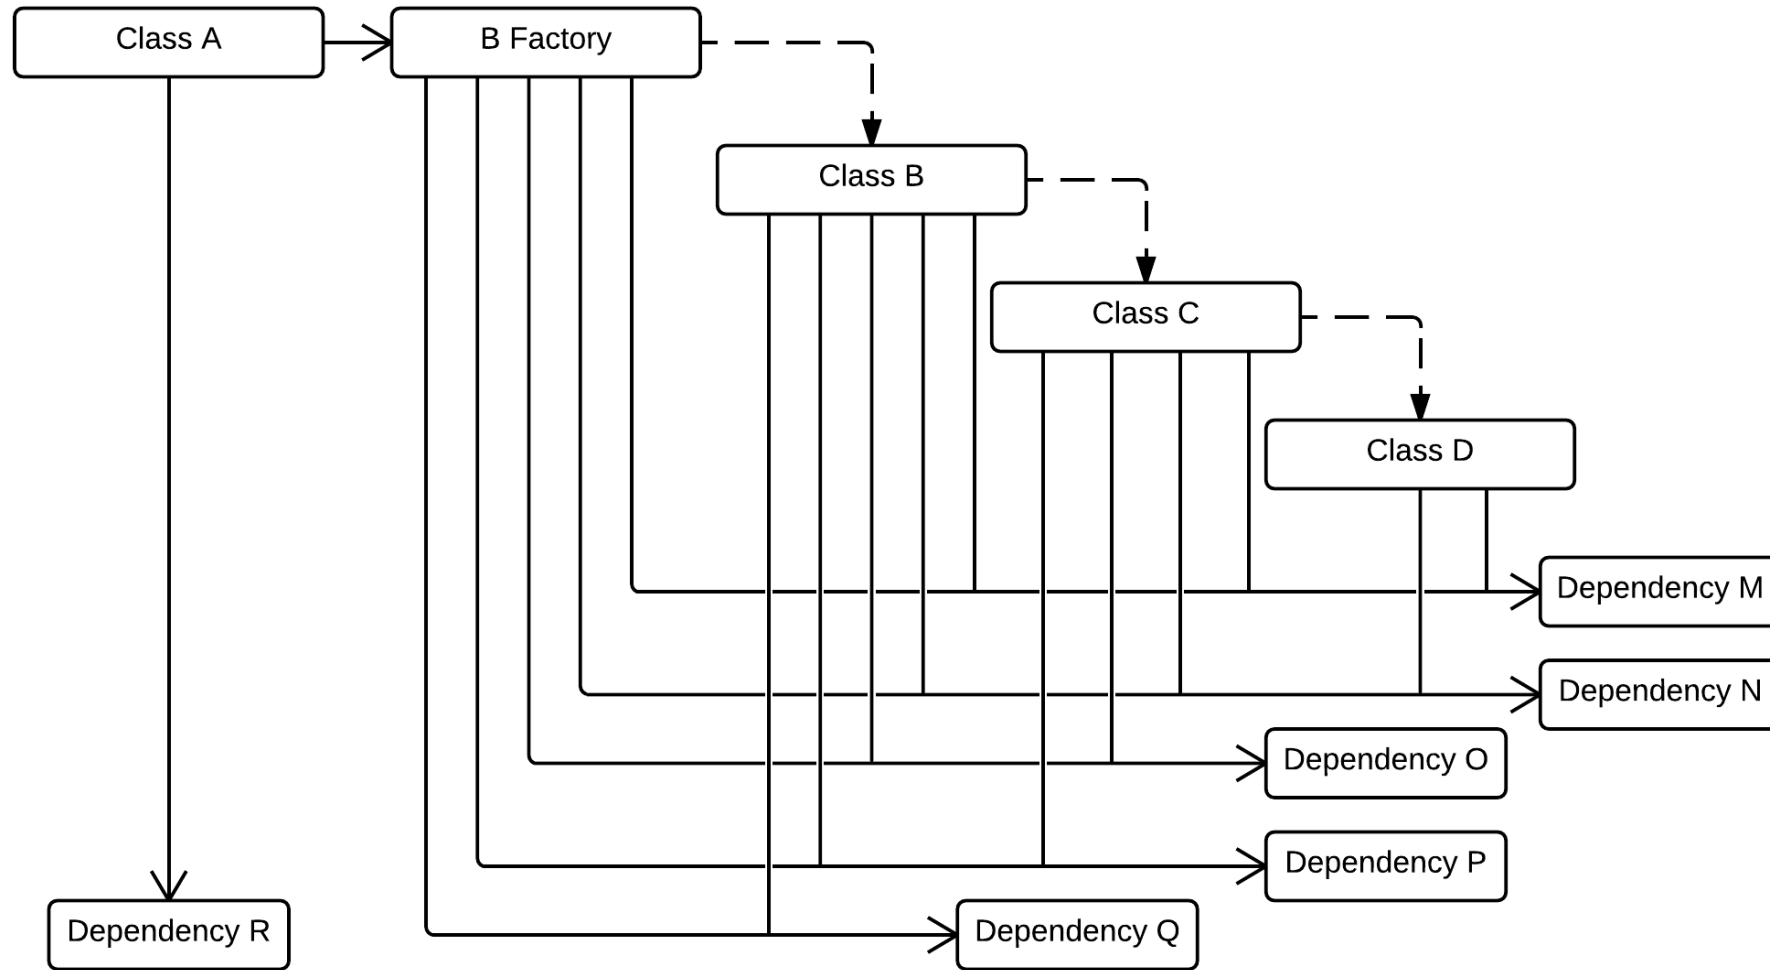 Class A
B Factory
Class B
Class C
Class D
Dependency M
Dependency N
Dependency O
Dependency P
Dependency R
Dependency Q